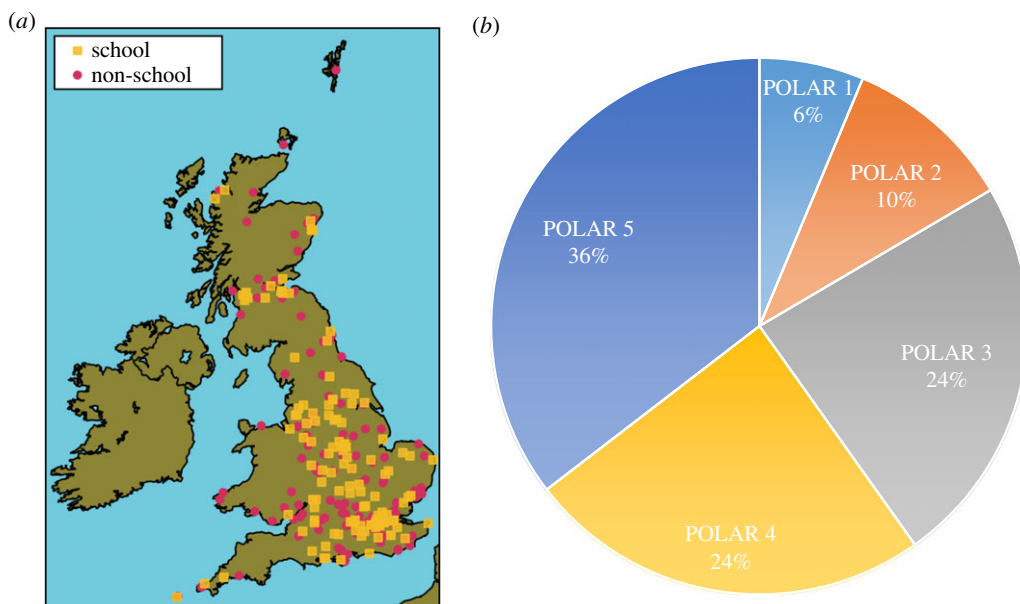 (a)
school
non-school
(b)
POLAR 1
6%
POLAR 2
10%
POLAR 3
24%
POLAR 4
24%
POLAR 5
36%